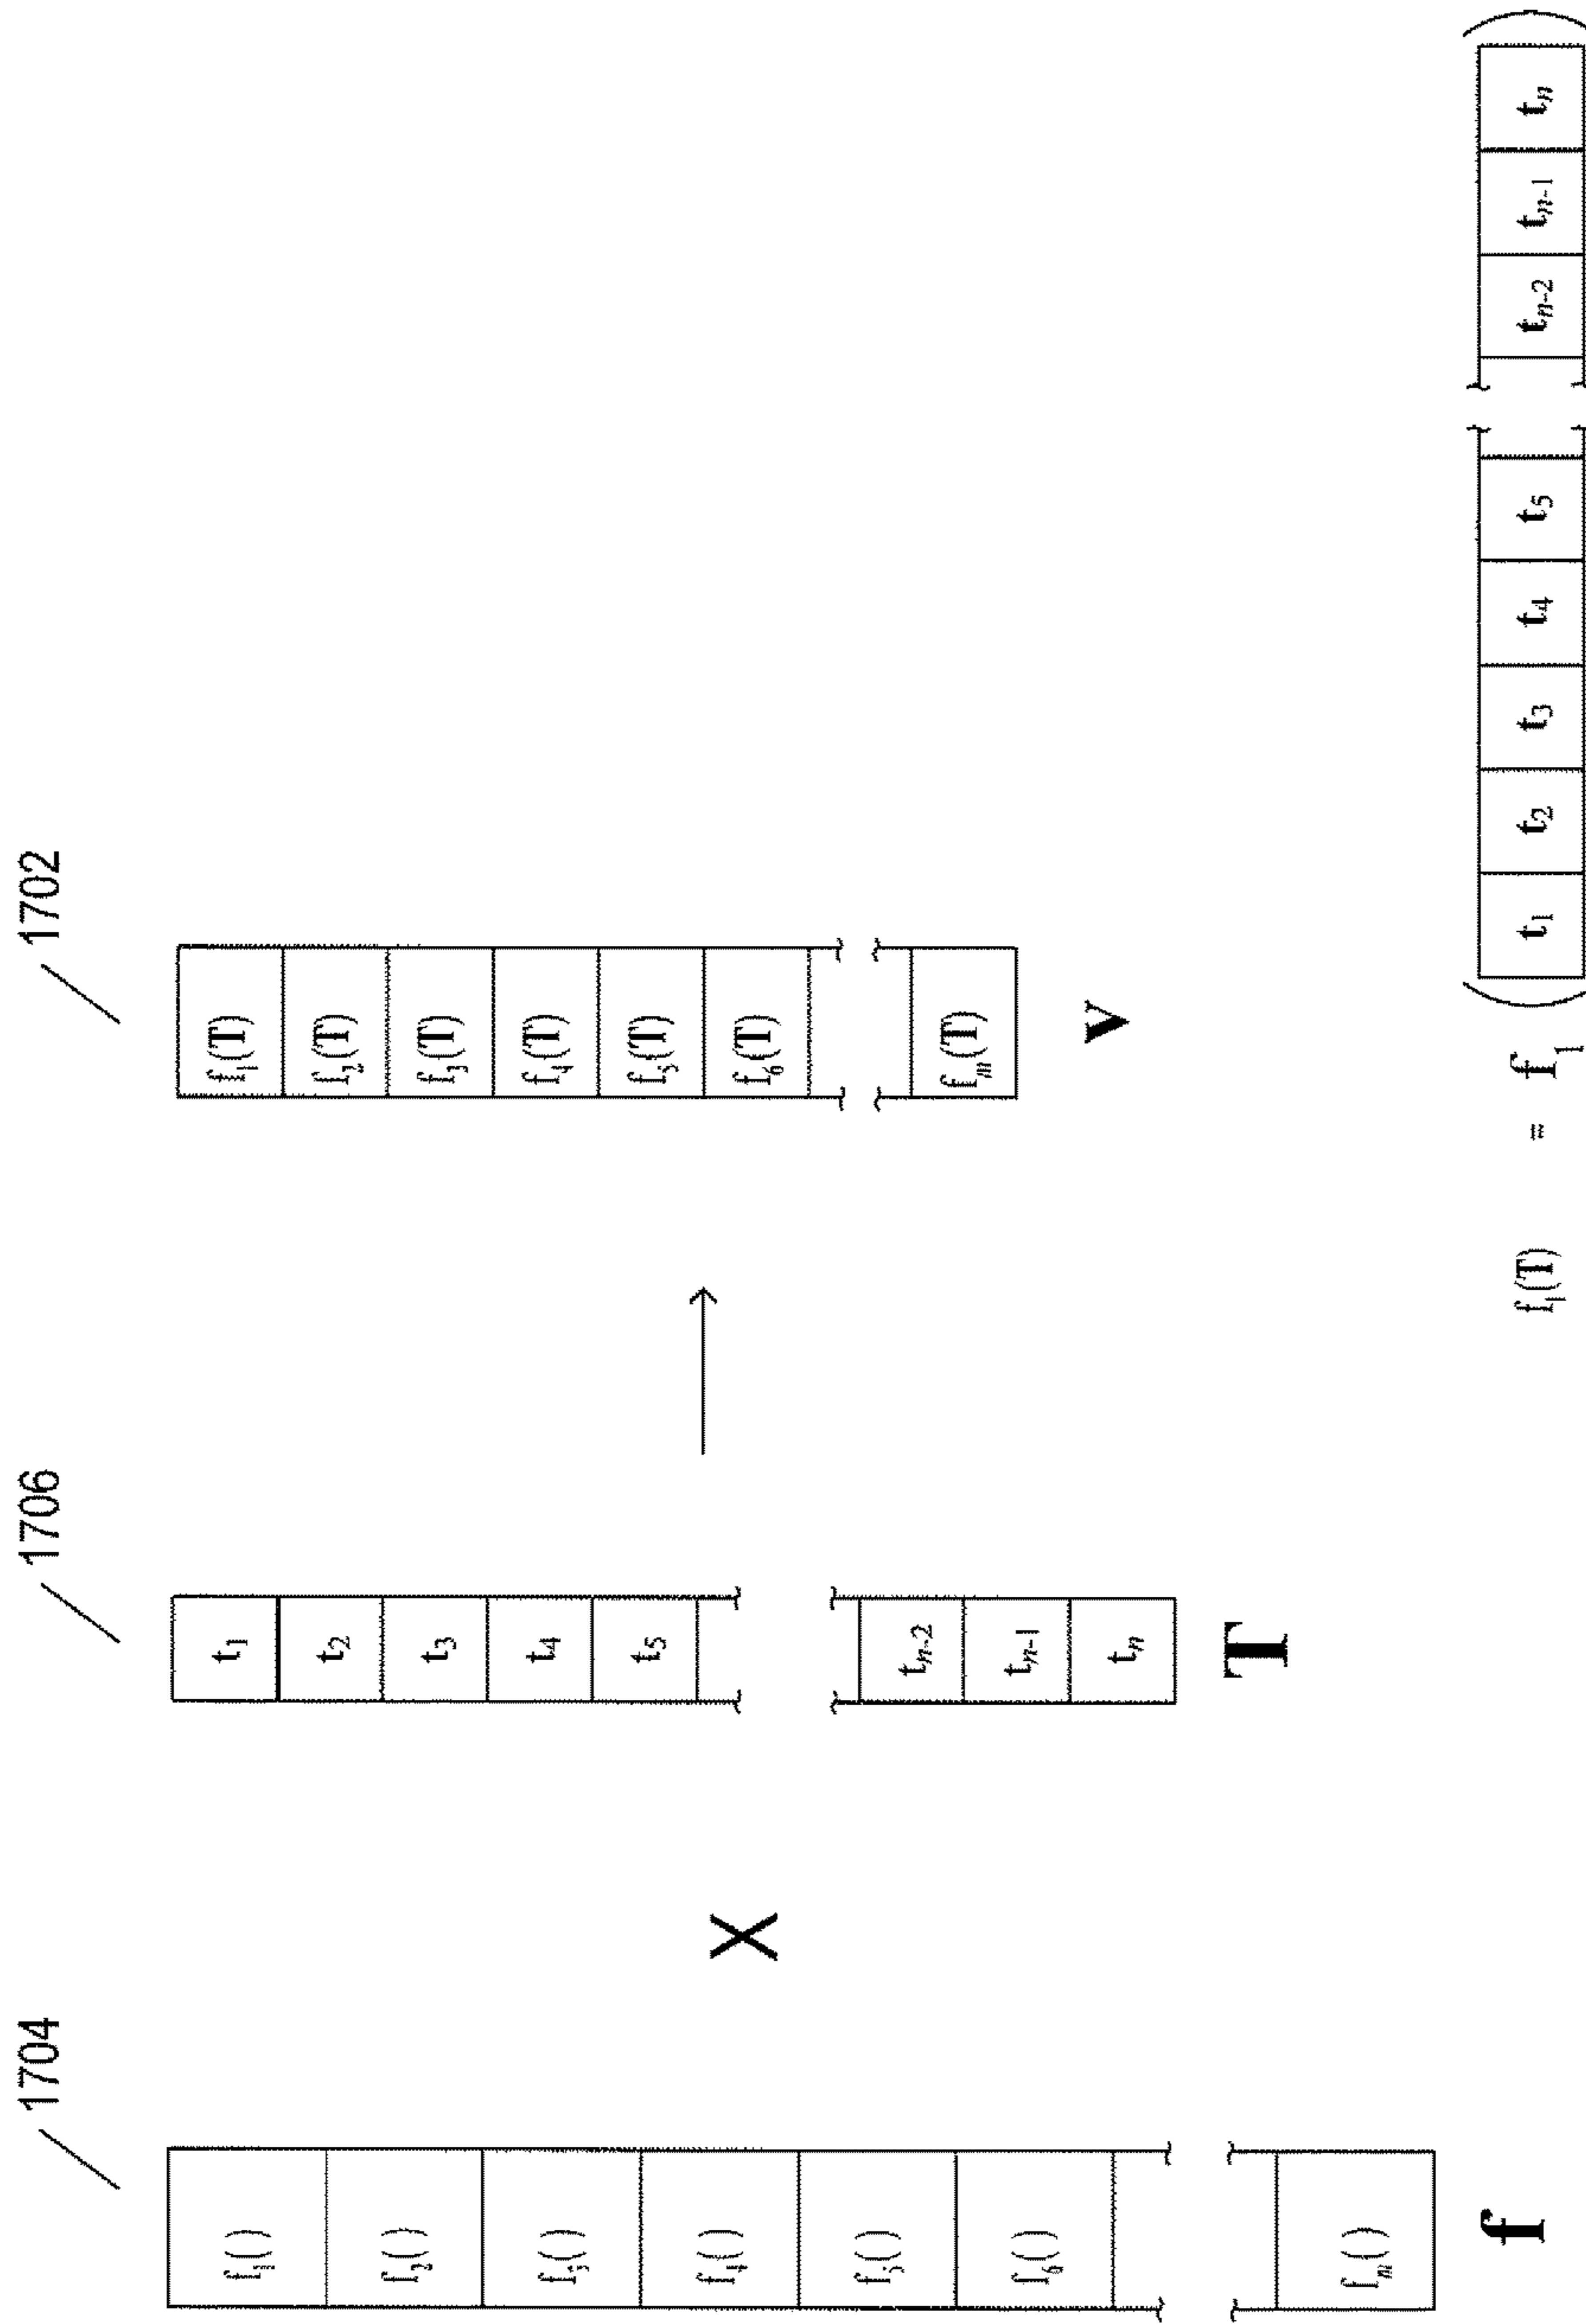 1704
f₁( )
f₂( )
f₃( )
f₄( )
f₅( )
f₆( )
fₘ( )
f
X
1706
t₁
t₂
t₃
t₄
t₅
tₙ₋₂
tₙ₋₁
tₙ
T
1702
f₁(T)
f₂(T)
f₃(T)
f₄(T)
f₅(T)
f₆(T)
fₘ(T)
v
f₁(T) = f₁ ( t₁ t₂ t₃ t₄ t₅ tₙ₋₂ tₙ₋₁ tₙ )